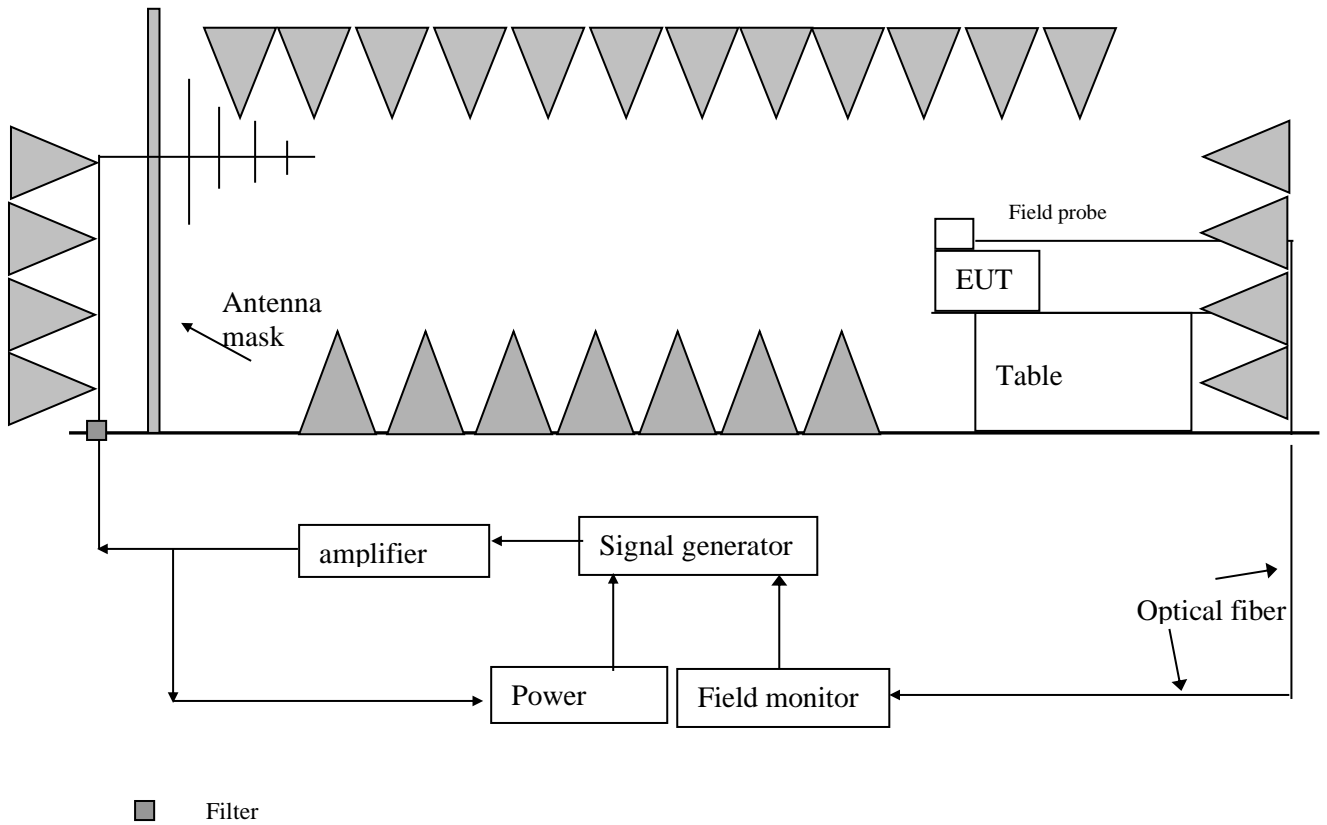 Field probe
EUT
Antenna
mask
Table
amplifier
Signal generator
Optical fiber
Power
Field monitor
Filter